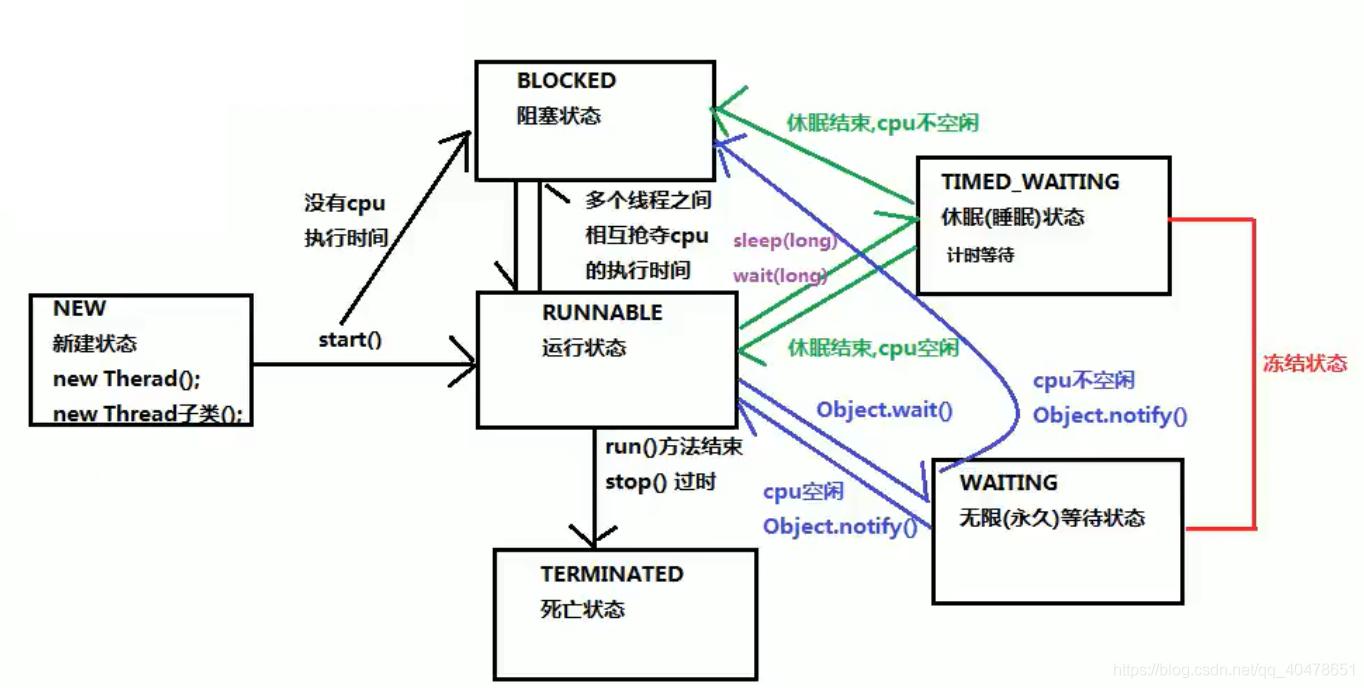 BLOCKED
阻塞状态
休眠结束,cpu不空闲
TIMED_WAITING
休眠(睡眠)状态
计时等待
没有cpu
执行时间
多个线程之间
相互抢夺cpu
的执行时间
sleep(long)
wait(long)
NEW
新建状态
new Therad();
new Thread子类();
start()
RUNNABLE
运行状态
休眠结束,cpu空闲
冻结状态
cpu不空闲
Object.notify()
Object.wait()
run()方法结束
stop() 过时
cpu空闲
Object.notify()
WAITING
无限(永久)等待状态
TERMINATED
死亡状态
https://blog.csdn.net/qq_40478651